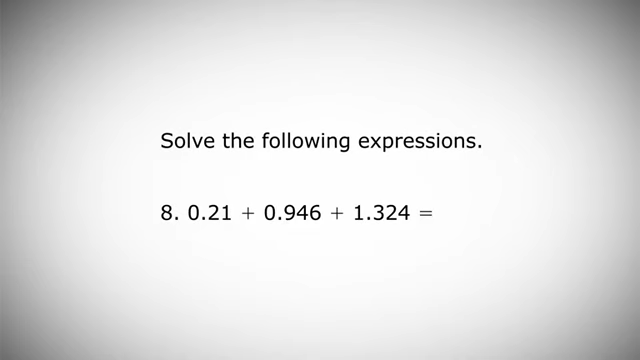 Solve the following expressions.
8. 0.21 + 0.946 + 1.324 =